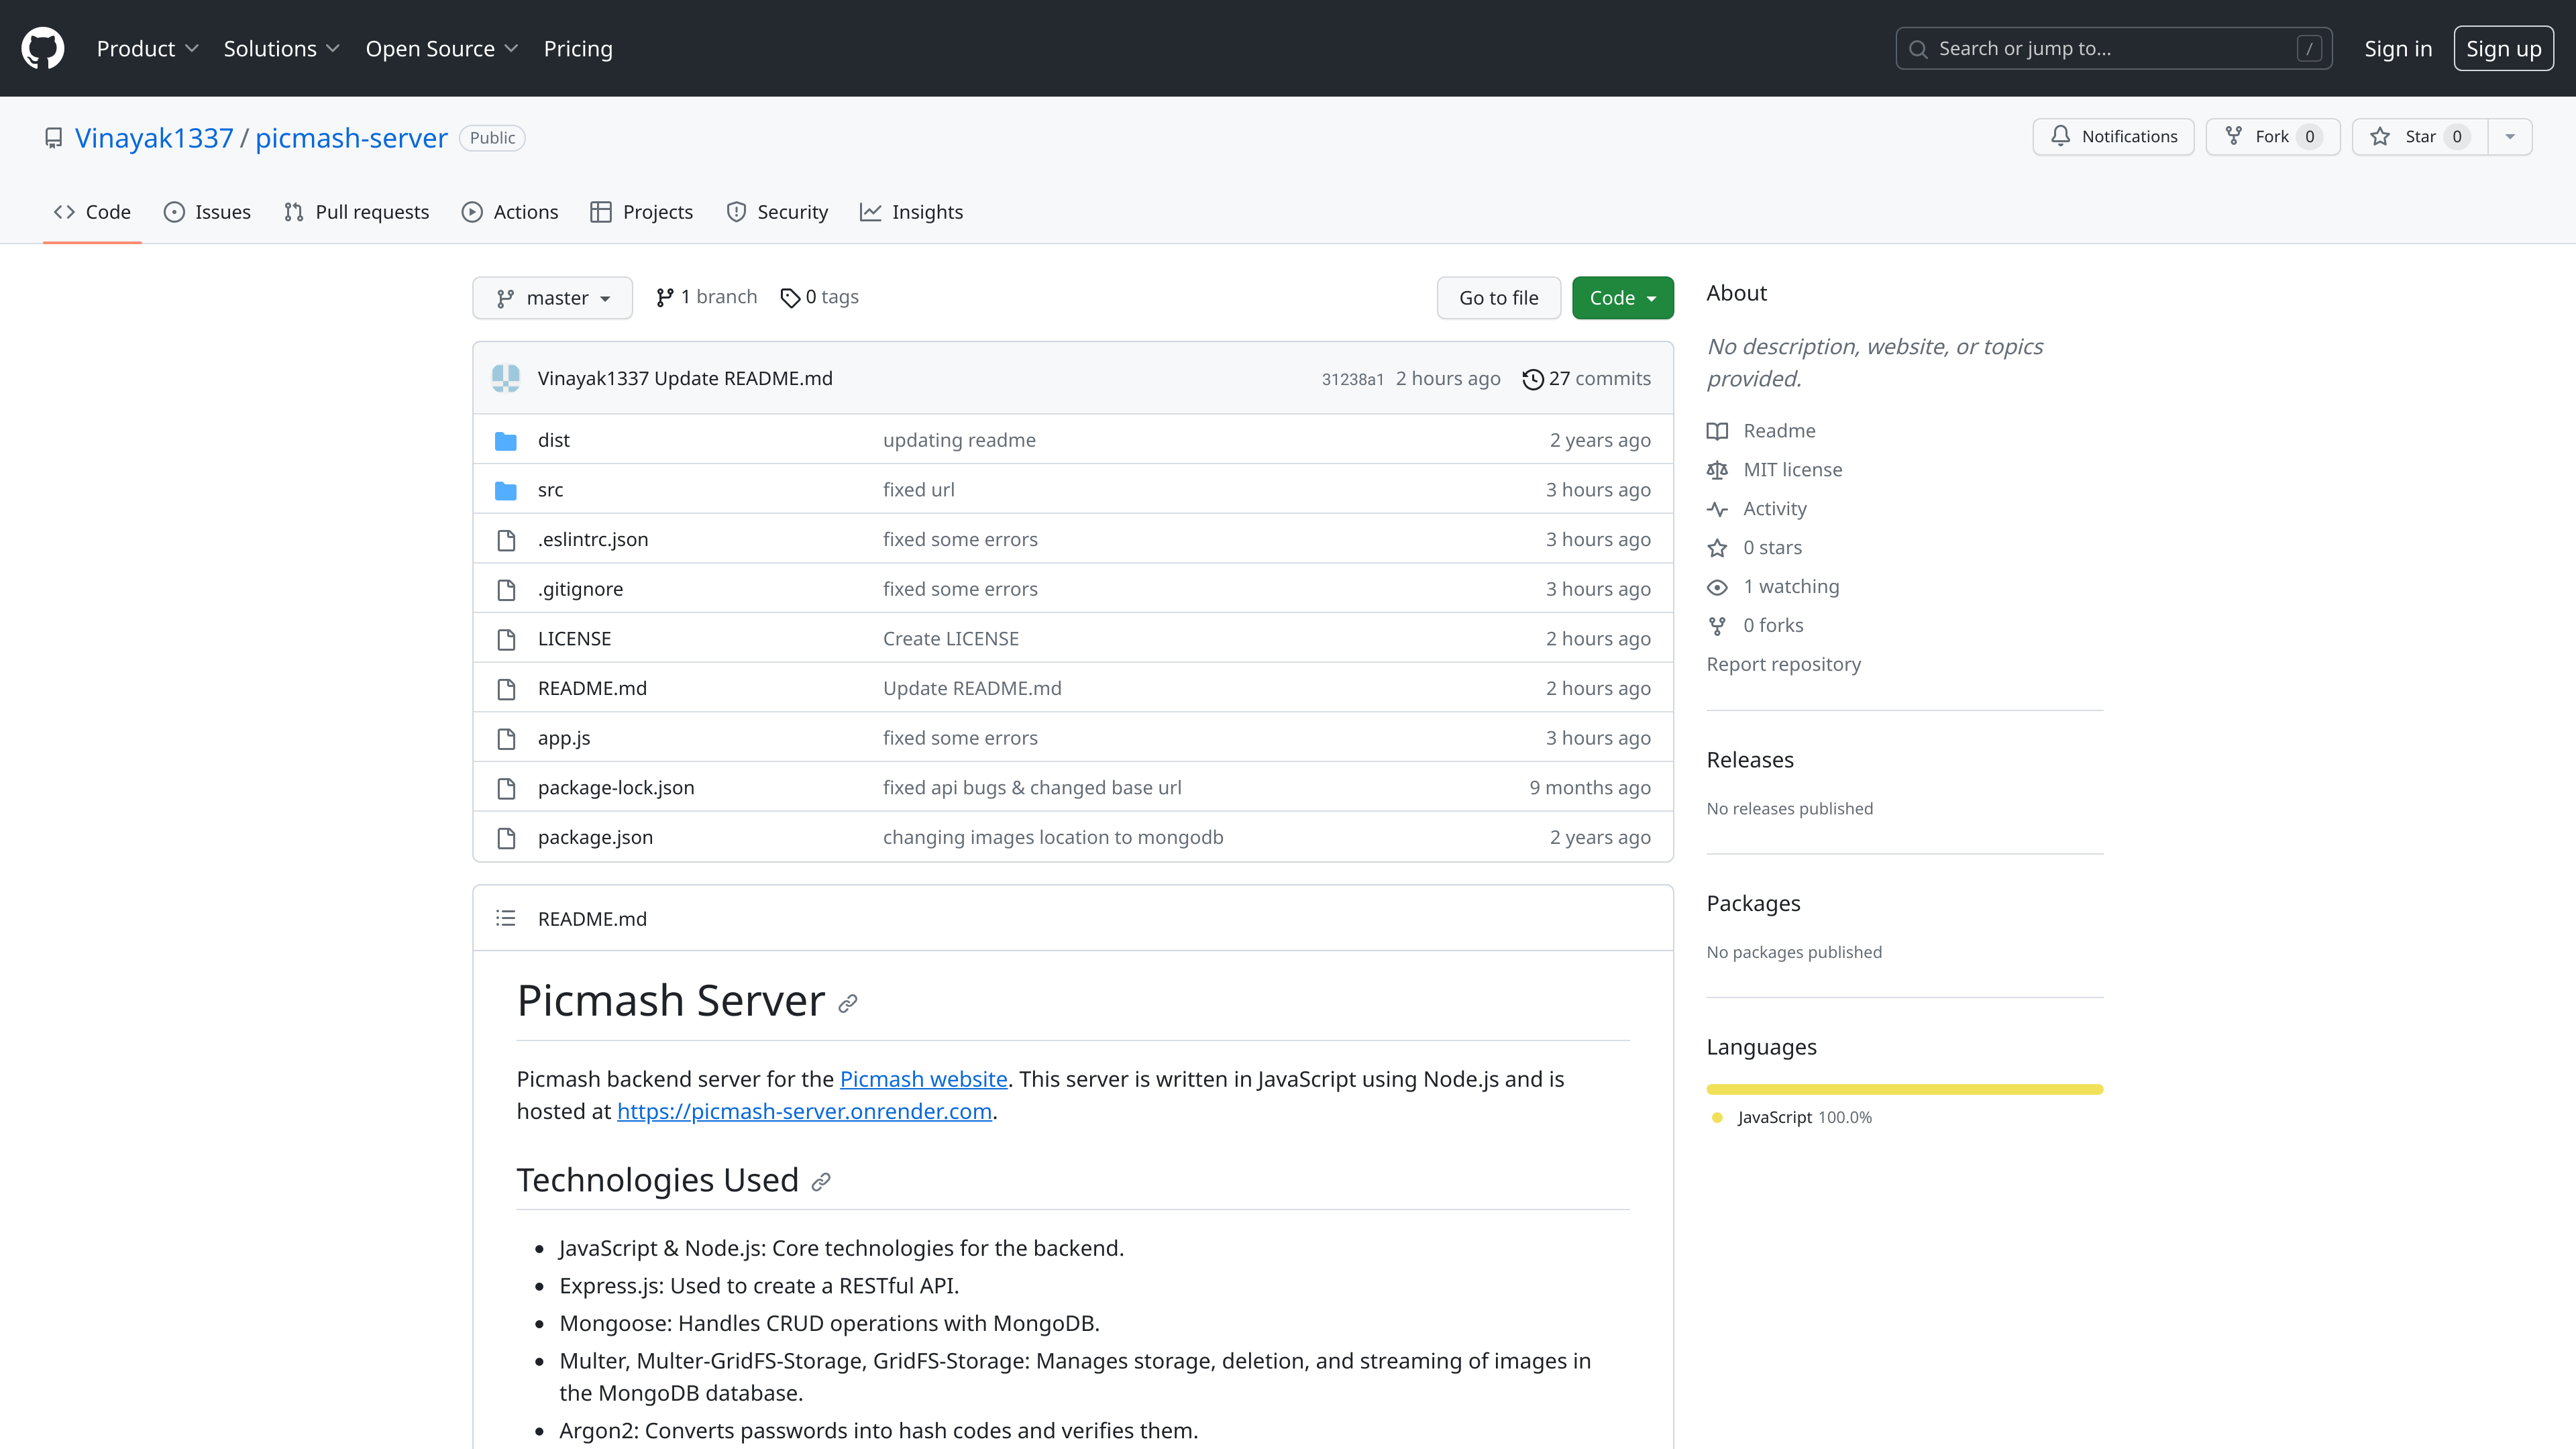 Product Solutions Open Source Pricing Search or jump to... / Sign in Sign up
Vinayak1337 / picmash-server Public Notifications Fork 0 Star 0
Code Issues Pull requests Actions Projects Security Insights
master 1 branch 0 tags Go to file Code
Vinayak1337 Update README.md 31238a1 2 hours ago 27 commits
dist updating readme 2 years ago
src fixed url 3 hours ago
.eslintrc.json fixed some errors 3 hours ago
.gitignore fixed some errors 3 hours ago
LICENSE Create LICENSE 2 hours ago
README.md Update README.md 2 hours ago
app.js fixed some errors 3 hours ago
package-lock.json fixed api bugs & changed base url 9 months ago
package.json changing images location to mongodb 2 years ago
README.md
Picmash Server
Picmash backend server for the Picmash website. This server is written in JavaScript using Node.js and is
hosted at https://picmash-server.onrender.com.
Technologies Used
• JavaScript & Node.js: Core technologies for the backend.
• Express.js: Used to create a RESTful API.
• Mongoose: Handles CRUD operations with MongoDB.
• Multer, Multer-GridFS-Storage, GridFS-Storage: Manages storage, deletion, and streaming of images in
the MongoDB database.
• Argon2: Converts passwords into hash codes and verifies them.
About
No description, website, or topics
provided.
Readme
MIT license
Activity
0 stars
1 watching
0 forks
Report repository
Releases
No releases published
Packages
No packages published
Languages
JavaScript 100.0%